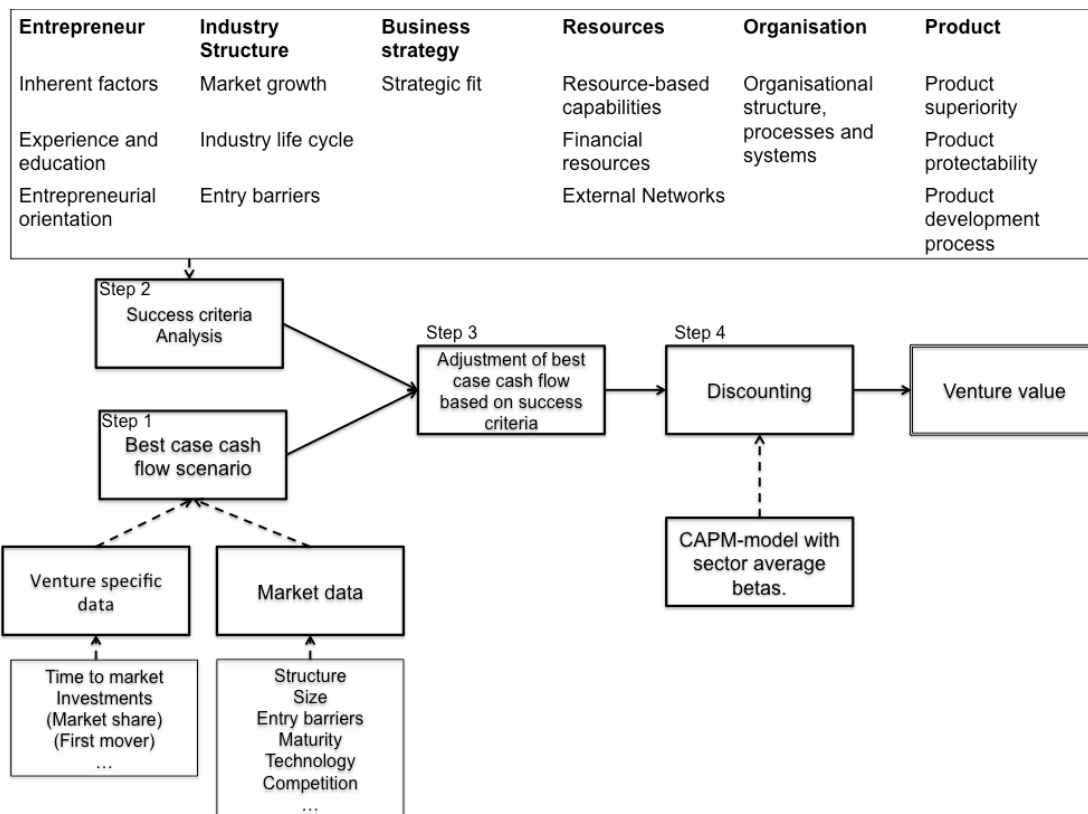 Entrepreneur
Inherent factors
Experience and
education
Entrepreneurial
orientation
Industry
Structure
Market growth
Industry life cycle
Entry barriers
Business
strategy
Strategic fit
Resources
Resource-based
capabilities
Financial
resources
External Networks
Organisation
Organisational
structure,
processes and
systems
Product
Product
superiority
Product
protectability
Product
development
process
Step 2
Success criteria
Analysis
Step 1
Best case cash
flow scenario
Step 3
Adjustment of best
case cash flow
based on success
criteria
Step 4
Discounting
Venture value
CAPM-model with
sector average
betas.
Venture specific
data
Market data
Time to market
Investments
(Market share)
(First mover)
…
Structure
Size
Entry barriers
Maturity
Technology
Competition
…